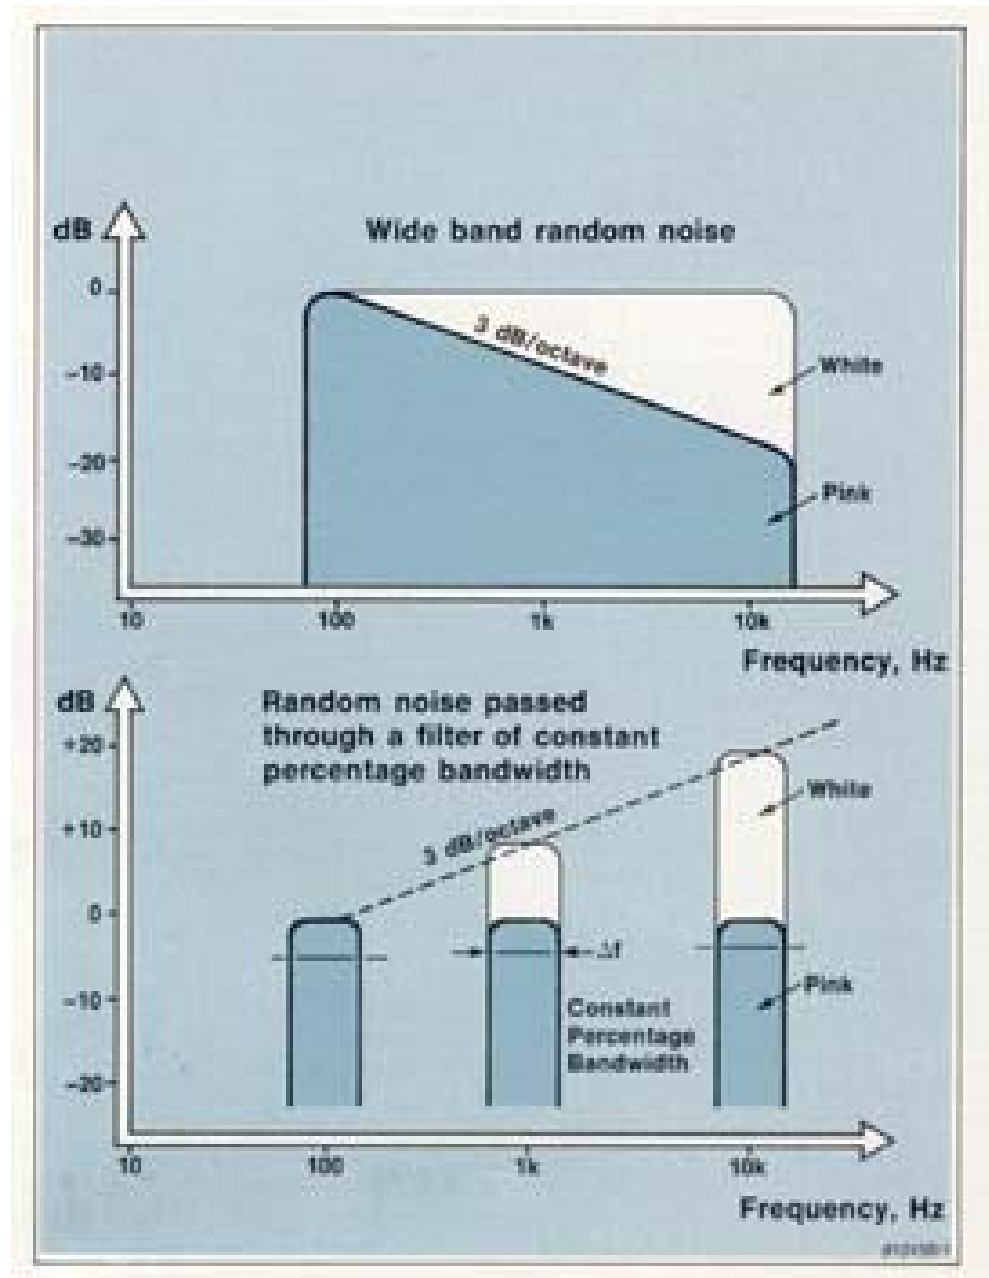 dB
Wide band random noise
0
3 dB/octave
-10
White
-20
Pink
-30
10
100
1k
10k
Frequency, Hz
dB
Random noise passed
through a filter of constant
percentage bandwidth
+20
White
+10
3 dB/octave
0
Δf
-10
Pink
Constant
Percentage
Bandwidth
-20
10
100
1k
10k
Frequency, Hz